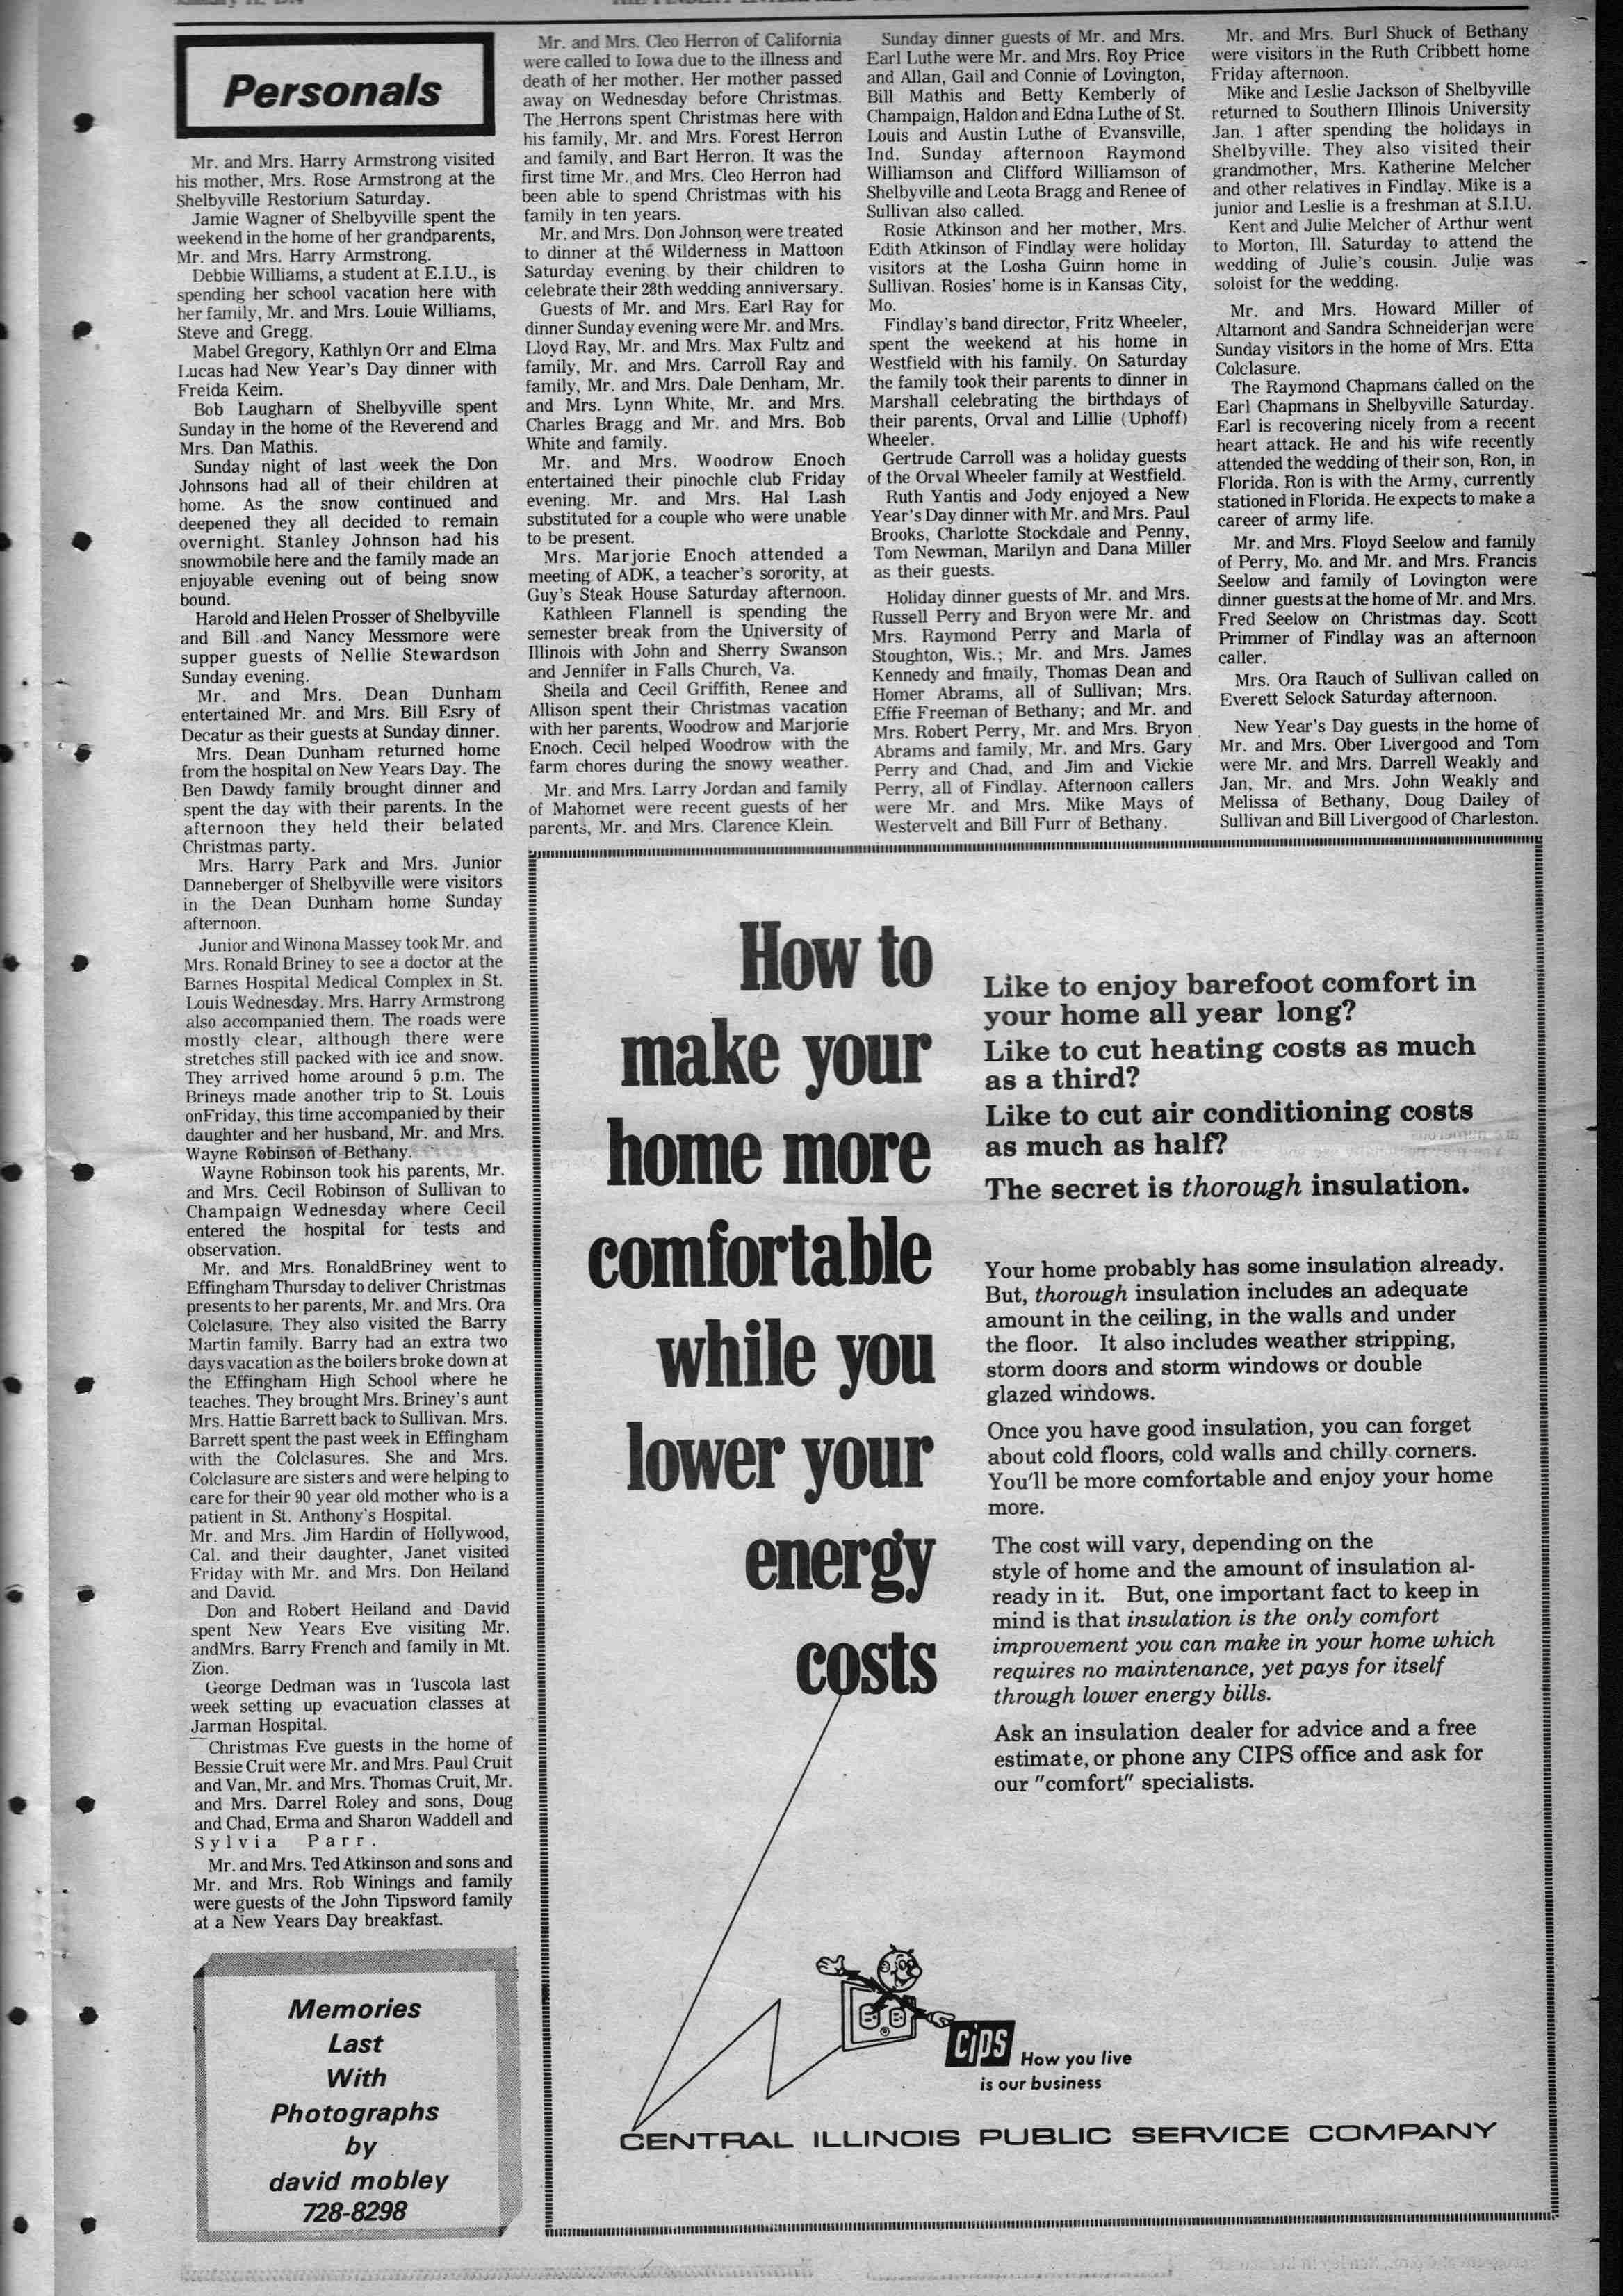 Personals
Mr. and Mrs. Harry Armstrong visited
his mother, Mrs. Rose Armstrong at the
Shelbyville Restorium Saturday.
Jamie Wagner of Shelbyville spent the
weekend in the home of her grandparents,
Mr. and Mrs. Harry Armstrong.
Debbie Williams, a student at E.I.U., is
spending her school vacation here with
her family, Mr. and Mrs. Louie Williams,
Steve and Gregg.
Mabel Gregory, Kathlyn Orr and Elma
Lucas had New Year's Day dinner with
Freida Keim.
Bob Laugharn of Shelbyville spent
Sunday in the home of the Reverend and
Mrs. Dan Mathis.
Sunday night of last week the Don
Johnsons had all of their children at
home. As the snow continued and
deepened they all decided to remain
overnight. Stanley Johnson had his
snowmobile here and the family made an
enjoyable evening out of being snow
bound.
Harold and Helen Prosser of Shelbyville
and Bill and Nancy Messmore were
supper guests of Nellie Stewardson
Sunday evening.
Mr. and Mrs. Dean Dunham
entertained Mr. and Mrs. Bill Esry of
Decatur as their guests at Sunday dinner.
Mrs. Dean Dunham returned home
from the hospital on New Years Day. The
Ben Dawdy family brought dinner and
spent the day with their parents. In the
afternoon they held their belated
Christmas party.
Mrs. Harry Park and Mrs. Junior
Danneberger of Shelbyville were visitors
in the Dean Dunham home Sunday
afternoon.
Junior and Winona Massey took Mr. and
Mrs. Ronald Briney to see a doctor at the
Barnes Hospital Medical Complex in St.
Louis Wednesday. Mrs. Harry Armstrong
also accompanied them. The roads were
mostly clear, although there were
stretches still packed with ice and snow.
They arrived home around 5 p.m. The
Brineys made another trip to St. Louis
onFriday, this time accompanied by their
daughter and her husband, Mr. and Mrs.
Wayne Robinson of Bethany.
Wayne Robinson took his parents, Mr.
and Mrs. Cecil Robinson of Sullivan to
Champaign Wednesday where Cecil
entered the hospital for tests and
observation.
Mr. and Mrs. RonaldBriney went to
Effingham Thursday to deliver Christmas
presents to her parents, Mr. and Mrs. Ora
Colclasure. They also visited the Barry
Martin family. Barry had an extra two
days vacation as the boilers broke down at
the Effingham High School where he
teaches. They brought Mrs. Briney's aunt
Mrs. Hattie Barrett back to Sullivan. Mrs.
Barrett spent the past week in Effingham
with the Colclasures. She and Mrs.
Colclasure are sisters and were helping to
care for their 90 year old mother who is a
patient in St. Anthony's Hospital.
Mr. and Mrs. Jim Hardin of Hollywood,
Cal. and their daughter, Janet visited
Friday with Mr. and Mrs. Don Heiland
and David.
Don and Robert Heiland and David
spent New Years Eve visiting Mr.
andMrs. Barry French and family in Mt.
Zion.
George Dedman was in Tuscola last
week setting up evacuation classes at
Jarman Hospital.
Christmas Eve guests in the home of
Bessie Cruit were Mr. and Mrs. Paul Cruit
and Van, Mr. and Mrs. Thomas Cruit, Mr.
and Mrs. Darrel Roley and sons, Doug
and Chad, Erma and Sharon Waddell and
Sylvia Parr.
Mr. and Mrs. Ted Atkinson and sons and
Mr. and Mrs. Rob Winings and family
were guests of the John Tipsword family
at a New Years Day breakfast.
Memories
Last
With
Photographs
by
david mobley
728-8298
Mr. and Mrs. Cleo Herron of California
were called to Iowa due to the illness and
death of her mother. Her mother passed
away on Wednesday before Christmas.
The Herrons spent Christmas here with
his family, Mr. and Mrs. Forest Herron
and family, and Bart Herron. It was the
first time Mr. and Mrs. Cleo Herron had
been able to spend Christmas with his
family in ten years.
Mr. and Mrs. Don Johnson were treated
to dinner at the Wilderness in Mattoon
Saturday evening by their children to
celebrate their 28th wedding anniversary.
Guests of Mr. and Mrs. Earl Ray for
dinner Sunday evening were Mr. and Mrs.
Lloyd Ray, Mr. and Mrs. Max Fultz and
family, Mr. and Mrs. Carroll Ray and
family, Mr. and Mrs. Dale Denham, Mr.
and Mrs. Lynn White, Mr. and Mrs.
Charles Bragg and Mr. and Mrs. Bob
White and family.
Mr. and Mrs. Woodrow Enoch
entertained their pinochle club Friday
evening. Mr. and Mrs. Hal Lash
substituted for a couple who were unable
to be present.
Mrs. Marjorie Enoch attended a
meeting of ADK, a teacher's sorority, at
Guy's Steak House Saturday afternoon.
Kathleen Flannell is spending the
semester break from the University of
Illinois with John and Sherry Swanson
and Jennifer in Falls Church, Va.
Sheila and Cecil Griffith, Renee and
Allison spent their Christmas vacation
with her parents, Woodrow and Marjorie
Enoch. Cecil helped Woodrow with the
farm chores during the snowy weather.
Mr. and Mrs. Larry Jordan and family
of Mahomet were recent guests of her
parents, Mr. and Mrs. Clarence Klein.
Sunday dinner guests of Mr. and Mrs.
Earl Luthe were Mr. and Mrs. Roy Price
and Allan, Gail and Connie of Lovington,
Bill Mathis and Betty Kemberly of
Champaign, Haldon and Edna Luthe of St.
Louis and Austin Luthe of Evansville,
Ind. Sunday afternoon Raymond
Williamson and Clifford Williamson of
Shelbyville and Leota Bragg and Renee of
Sullivan also called.
Rosie Atkinson and her mother, Mrs.
Edith Atkinson of Findlay were holiday
visitors at the Losha Guinn home in
Sullivan. Rosies' home is in Kansas City,
Mo.
Findlay's band director, Fritz Wheeler,
spent the weekend at his home in
Westfield with his family. On Saturday
the family took their parents to dinner in
Marshall celebrating the birthdays of
their parents, Orval and Lillie (Uphoff)
Wheeler.
Gertrude Carroll was a holiday guests
of the Orval Wheeler family at Westfield.
Ruth Yantis and Jody enjoyed a New
Year's Day dinner with Mr. and Mrs. Paul
Brooks, Charlotte Stockdale and Penny,
Tom Newman, Marilyn and Dana Miller
as their guests.
Holiday dinner guests of Mr. and Mrs.
Russell Perry and Bryon were Mr. and
Mrs. Raymond Perry and Marla of
Stoughton, Wis.; Mr. and Mrs. James
Kennedy and fmaily, Thomas Dean and
Homer Abrams, all of Sullivan; Mrs.
Effie Freeman of Bethany; and Mr. and
Mrs. Robert Perry, Mr. and Mrs. Bryon
Abrams and family, Mr. and Mrs. Gary
Perry and Chad, and Jim and Vickie
Perry, all of Findlay. Afternoon callers
were Mr. and Mrs. Mike Mays of
Westervelt and Bill Furr of Bethany.
Mr. and Mrs. Burl Shuck of Bethany
were visitors in the Ruth Cribbett home
Friday afternoon.
Mike and Leslie Jackson of Shelbyville
returned to Southern Illinois University
Jan. 1 after spending the holidays in
Shelbyville. They also visited their
grandmother, Mrs. Katherine Melcher
and other relatives in Findlay. Mike is a
junior and Leslie is a freshman at S.I.U.
Kent and Julie Melcher of Arthur went
to Morton, Ill. Saturday to attend the
wedding of Julie's cousin. Julie was
soloist for the wedding.
Mr. and Mrs. Howard Miller of
Altamont and Sandra Schneiderjan were
Sunday visitors in the home of Mrs. Etta
Colclasure.
The Raymond Chapmans called on the
Earl Chapmans in Shelbyville Saturday.
Earl is recovering nicely from a recent
heart attack. He and his wife recently
attended the wedding of their son, Ron, in
Florida. Ron is with the Army, currently
stationed in Florida. He expects to make a
career of army life.
Mr. and Mrs. Floyd Seelow and family
of Perry, Mo. and Mr. and Mrs. Francis
Seelow and family of Lovington were
dinner guests at the home of Mr. and Mrs.
Fred Seelow on Christmas day. Scott
Primmer of Findlay was an afternoon
caller.
Mrs. Ora Rauch of Sullivan called on
Everett Selock Saturday afternoon.
New Year's Day guests in the home of
Mr. and Mrs. Ober Livergood and Tom
were Mr. and Mrs. Darrell Weakly and
Jan, Mr. and Mrs. John Weakly and
Melissa of Bethany, Doug Dailey of
Sullivan and Bill Livergood of Charleston.
How to
make your
home more
comfortable
while you
lower your
energy
costs
Like to enjoy barefoot comfort in
your home all year long?
Like to cut heating costs as much
as a third?
Like to cut air conditioning costs
as much as half?
The secret is thorough insulation.
Your home probably has some insulation already.
But, thorough insulation includes an adequate
amount in the ceiling, in the walls and under
the floor. It also includes weather stripping,
storm doors and storm windows or double
glazed windows.
Once you have good insulation, you can forget
about cold floors, cold walls and chilly corners.
You'll be more comfortable and enjoy your home
more.
The cost will vary, depending on the
style of home and the amount of insulation al-
ready in it. But, one important fact to keep in
mind is that insulation is the only comfort
improvement you can make in your home which
requires no maintenance, yet pays for itself
through lower energy bills.
Ask an insulation dealer for advice and a free
estimate, or phone any CIPS office and ask for
our "comfort" specialists.
cips How you live
is our business
CENTRAL ILLINOIS PUBLIC SERVICE COMPANY